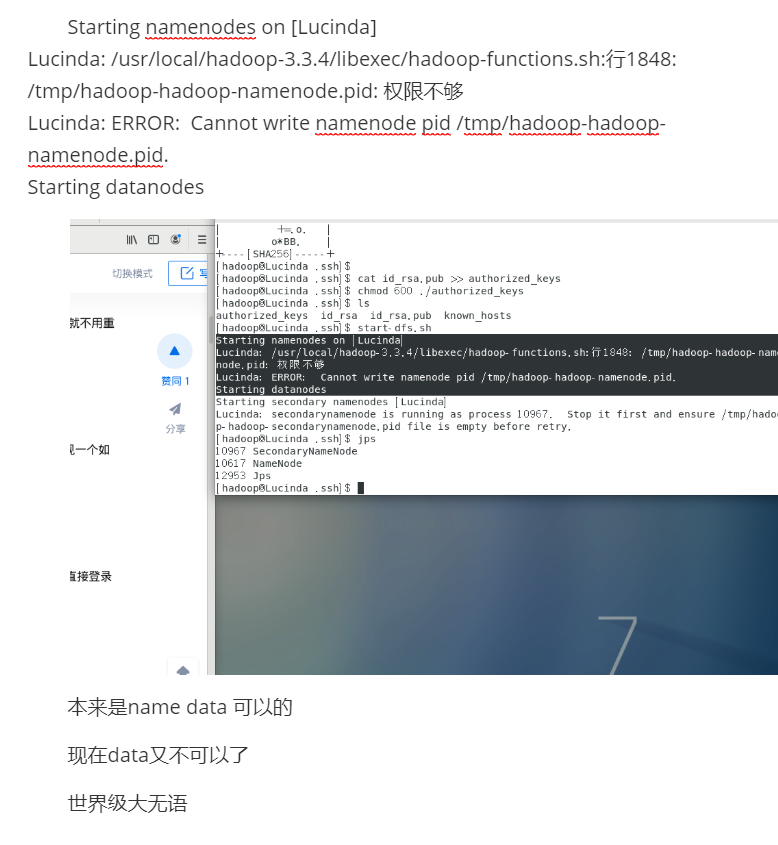 Starting namenodes on [Lucinda]
Lucinda: /usr/local/hadoop-3.3.4/libexec/hadoop-functions.sh:行1848:
/tmp/hadoop-hadoop-namenode.pid: 权限不够
Lucinda: ERROR:  Cannot write namenode pid /tmp/hadoop-hadoop-
namenode.pid.
Starting datanodes
切换模式
写
就不用重
赞同 1
分享
一个如
直接登录
| +=.o. |
| o*BB. |
+----[SHA256]-----+
[hadoop@Lucinda .ssh]$
[hadoop@Lucinda .ssh]$ cat id_rsa.pub >> authorized_keys
[hadoop@Lucinda .ssh]$ chmod 600 ./authorized_keys
[hadoop@Lucinda .ssh]$ ls
authorized_keys  id_rsa  id_rsa.pub  known_hosts
[hadoop@Lucinda .ssh]$ start-dfs.sh
Starting namenodes on [Lucinda]
Lucinda: /usr/local/hadoop-3.3.4/libexec/hadoop-functions.sh:行1848: /tmp/hadoop-hadoop-nam
node.pid: 权限不够
Lucinda: ERROR:  Cannot write namenode pid /tmp/hadoop-hadoop-namenode.pid.
Starting datanodes
Starting secondary namenodes [Lucinda]
Lucinda: secondarynamenode is running as process 10967.  Stop it first and ensure /tmp/hado
p-hadoop-secondarynamenode.pid file is empty before retry.
[hadoop@Lucinda .ssh]$ jps
10967 SecondaryNameNode
10617 NameNode
12953 Jps
[hadoop@Lucinda .ssh]$
7
本来是name data 可以的
现在data又不可以了
世界级大无语